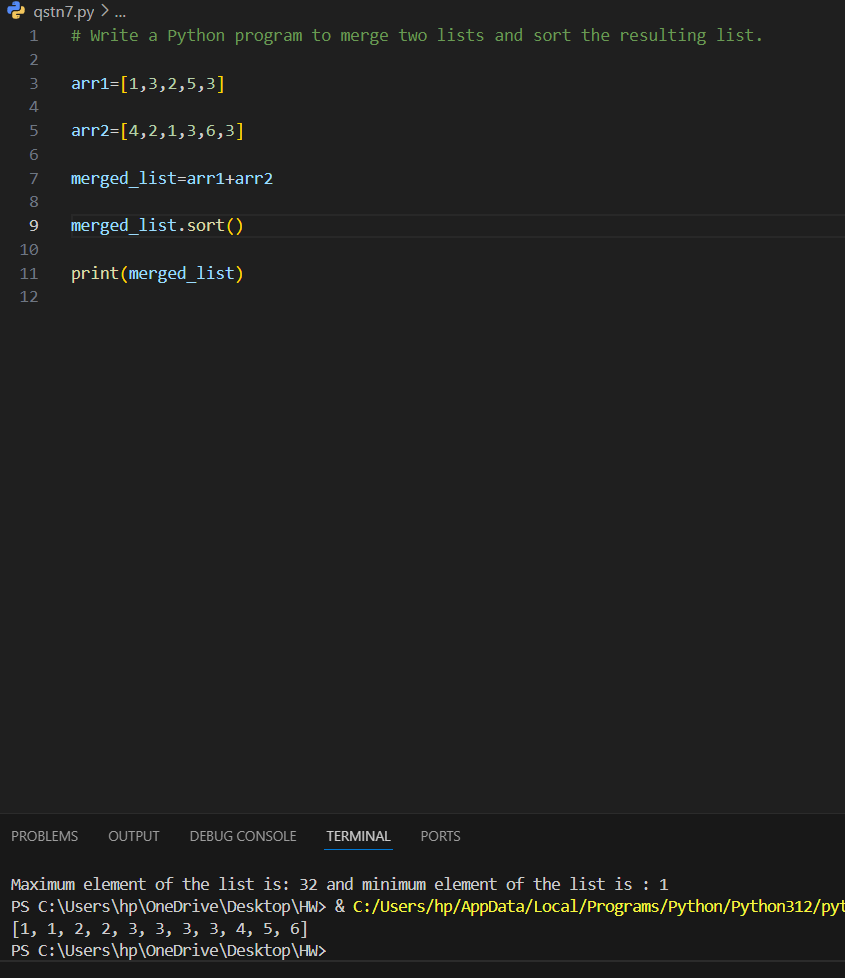 qstn7.py > ...
1 # Write a Python program to merge two lists and sort the resulting list.
2
3 arr1=[1,3,2,5,3]
4
5 arr2=[4,2,1,3,6,3]
6
7 merged_list=arr1+arr2
8
9 merged_list.sort()
10
11 print(merged_list)
12
PROBLEMS OUTPUT DEBUG CONSOLE TERMINAL PORTS
Maximum element of the list is: 32 and minimum element of the list is : 1
PS C:\Users\hp\OneDrive\Desktop\HW> & C:/Users/hp/AppData/Local/Programs/Python/Python312/pyt
[1, 1, 2, 2, 3, 3, 3, 3, 4, 5, 6]
PS C:\Users\hp\OneDrive\Desktop\HW>